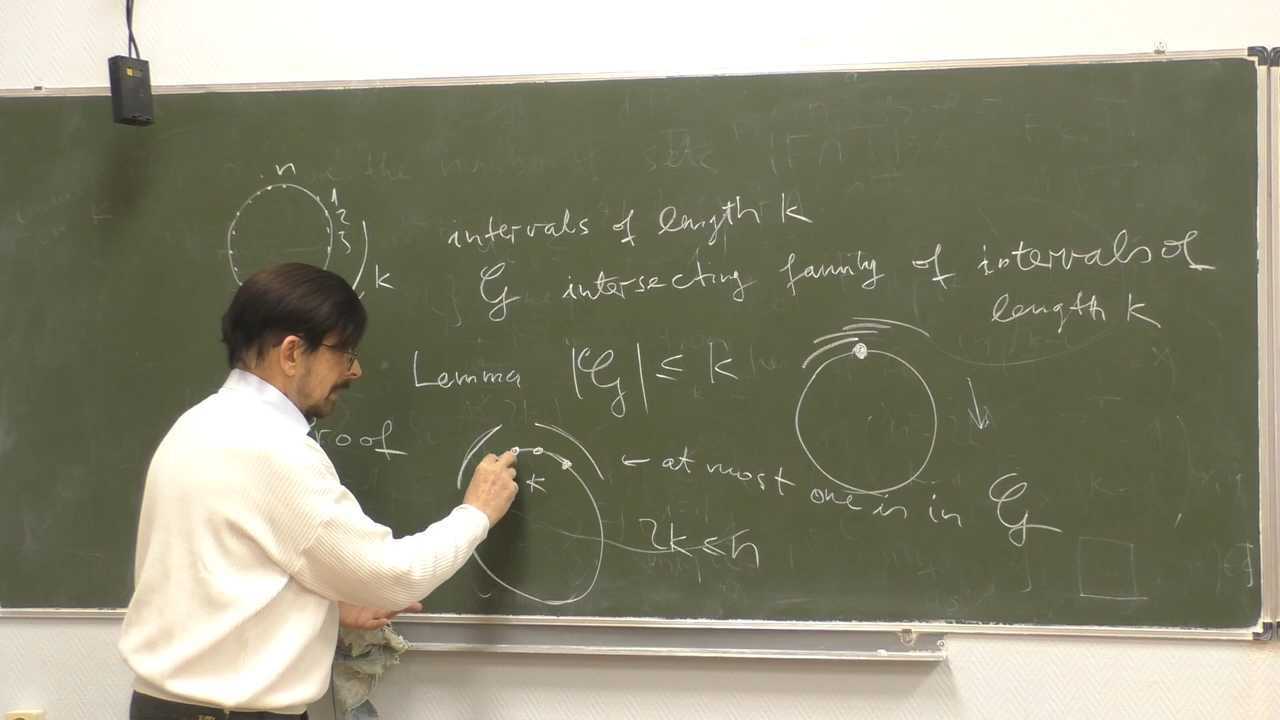 n
1
2
3
k
intervals of length k
G intersecting family of intervals of
length k
Lemma |G| ≤ k
roof
k
← at most one is in G
2k ≤ n